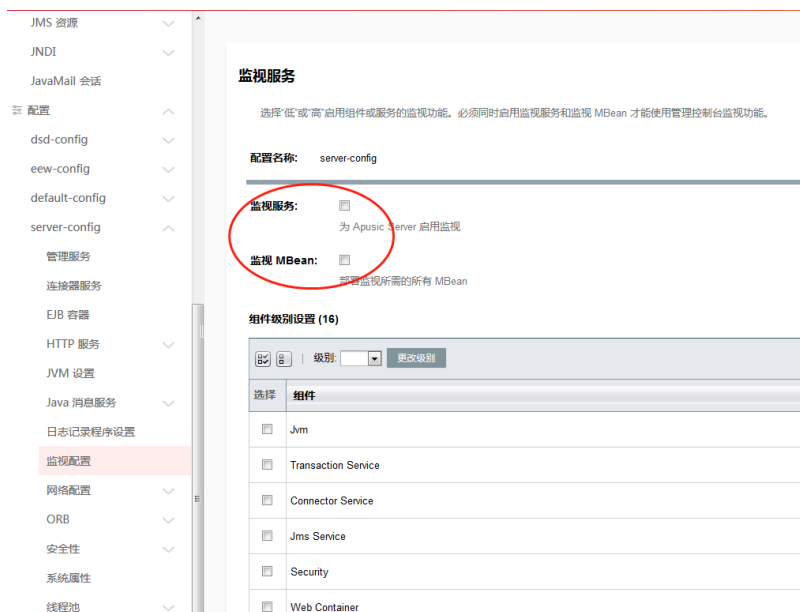 JMS 资源
JNDI
JavaMail 会话
配置
dsd-config
eew-config
default-config
server-config
管理服务
连接器服务
EJB 容器
HTTP 服务
JVM 设置
Java 消息服务
日志记录程序设置
监视配置
网络配置
ORB
安全性
系统属性
线程池
监视服务
选择“低”或“高”启用组件或服务的监视功能。必须同时启用监视服务和监视 MBean 才能使用管理控制台监视功能。
配置名称: server-config
监视服务:
为 Apusic Server 启用监视
监视 MBean:
部署监视所需的所有 MBean
组件级别设置 (16)
级别: 更改级别
选择 组件
Jvm
Transaction Service
Connector Service
Jms Service
Security
Web Container